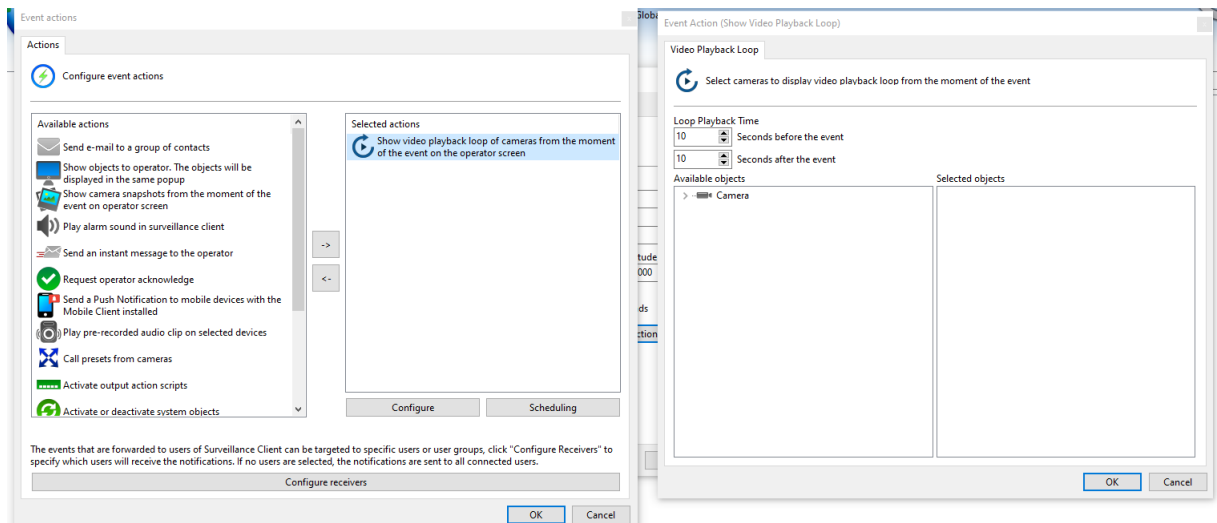 Event actions
Actions
Configure event actions
Available actions
Send e-mail to a group of contacts
Show objects to operator. The objects will be
displayed in the same popup
Show camera snapshots from the moment of the
event on operator screen
Play alarm sound in surveillance client
Send an instant message to the operator
Request operator acknowledge
Send a Push Notification to mobile devices with the
Mobile Client installed
Play pre-recorded audio clip on selected devices
Call presets from cameras
Activate output action scripts
Activate or deactivate system objects
->
<-
Selected actions
Show video playback loop of cameras from the moment
of the event on the operator screen
Configure
Scheduling
The events that are forwarded to users of Surveillance Client can be targeted to specific users or user groups, click "Configure Receivers" to
specify which users will receive the notifications. If no users are selected, the notifications are sent to all connected users.
Configure receivers
OK
Cancel
Globa
tude
000
ds
ction
Event Action (Show Video Playback Loop)
Video Playback Loop
Select cameras to display video playback loop from the moment of the event
Loop Playback Time
10
Seconds before the event
10
Seconds after the event
Available objects
Camera
Selected objects
OK
Cancel